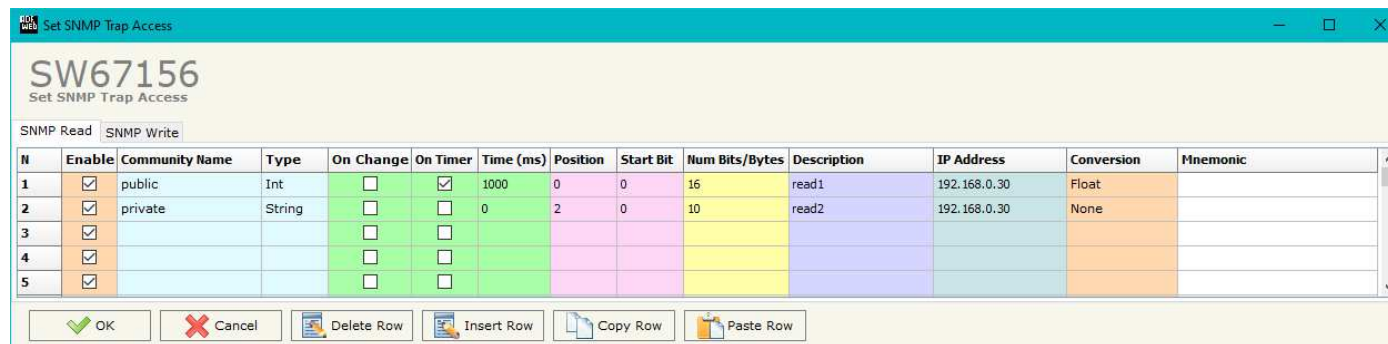 ADF WEB Set SNMP Trap Access
SW67156
Set SNMP Trap Access
SNMP Read SNMP Write
N Enable Community Name Type On Change On Timer Time (ms) Position Start Bit Num Bits/Bytes Description IP Address Conversion Mnemonic
1 public Int 1000 0 0 16 read1 192.168.0.30 Float
2 private String 0 2 0 10 read2 192.168.0.30 None
3
4
5
OK Cancel Delete Row Insert Row Copy Row Paste Row